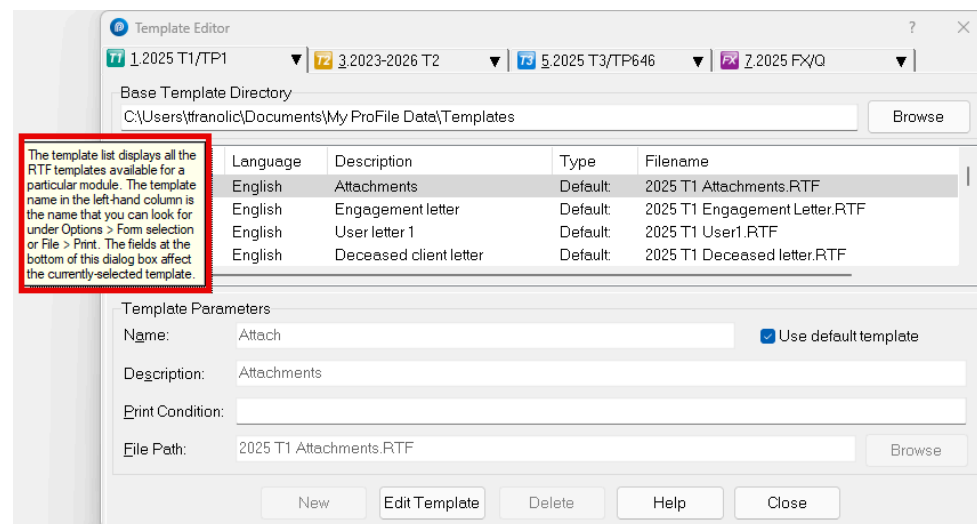 Template Editor
T1 1.2025 T1/TP1
T2 3.2023-2026 T2
T3 5.2025 T3/TP646
FX 7.2025 FX/Q
Base Template Directory
C:\Users\tfranolic\Documents\My ProFile Data\Templates
Browse
The template list displays all the
RTF templates available for a
particular module. The template
name in the left-hand column is
the name that you can look for
under Options > Form selection
or File > Print. The fields at the
bottom of this dialog box affect
the currently-selected template.
Language Description Type Filename
English Attachments Default: 2025 T1 Attachments.RTF
English Engagement letter Default: 2025 T1 Engagement Letter.RTF
English User letter 1 Default: 2025 T1 User1.RTF
English Deceased client letter Default: 2025 T1 Deceased letter.RTF
Template Parameters
Name: Attach
Use default template
Description: Attachments
Print Condition:
File Path: 2025 T1 Attachments.RTF
Browse
New Edit Template Delete Help Close